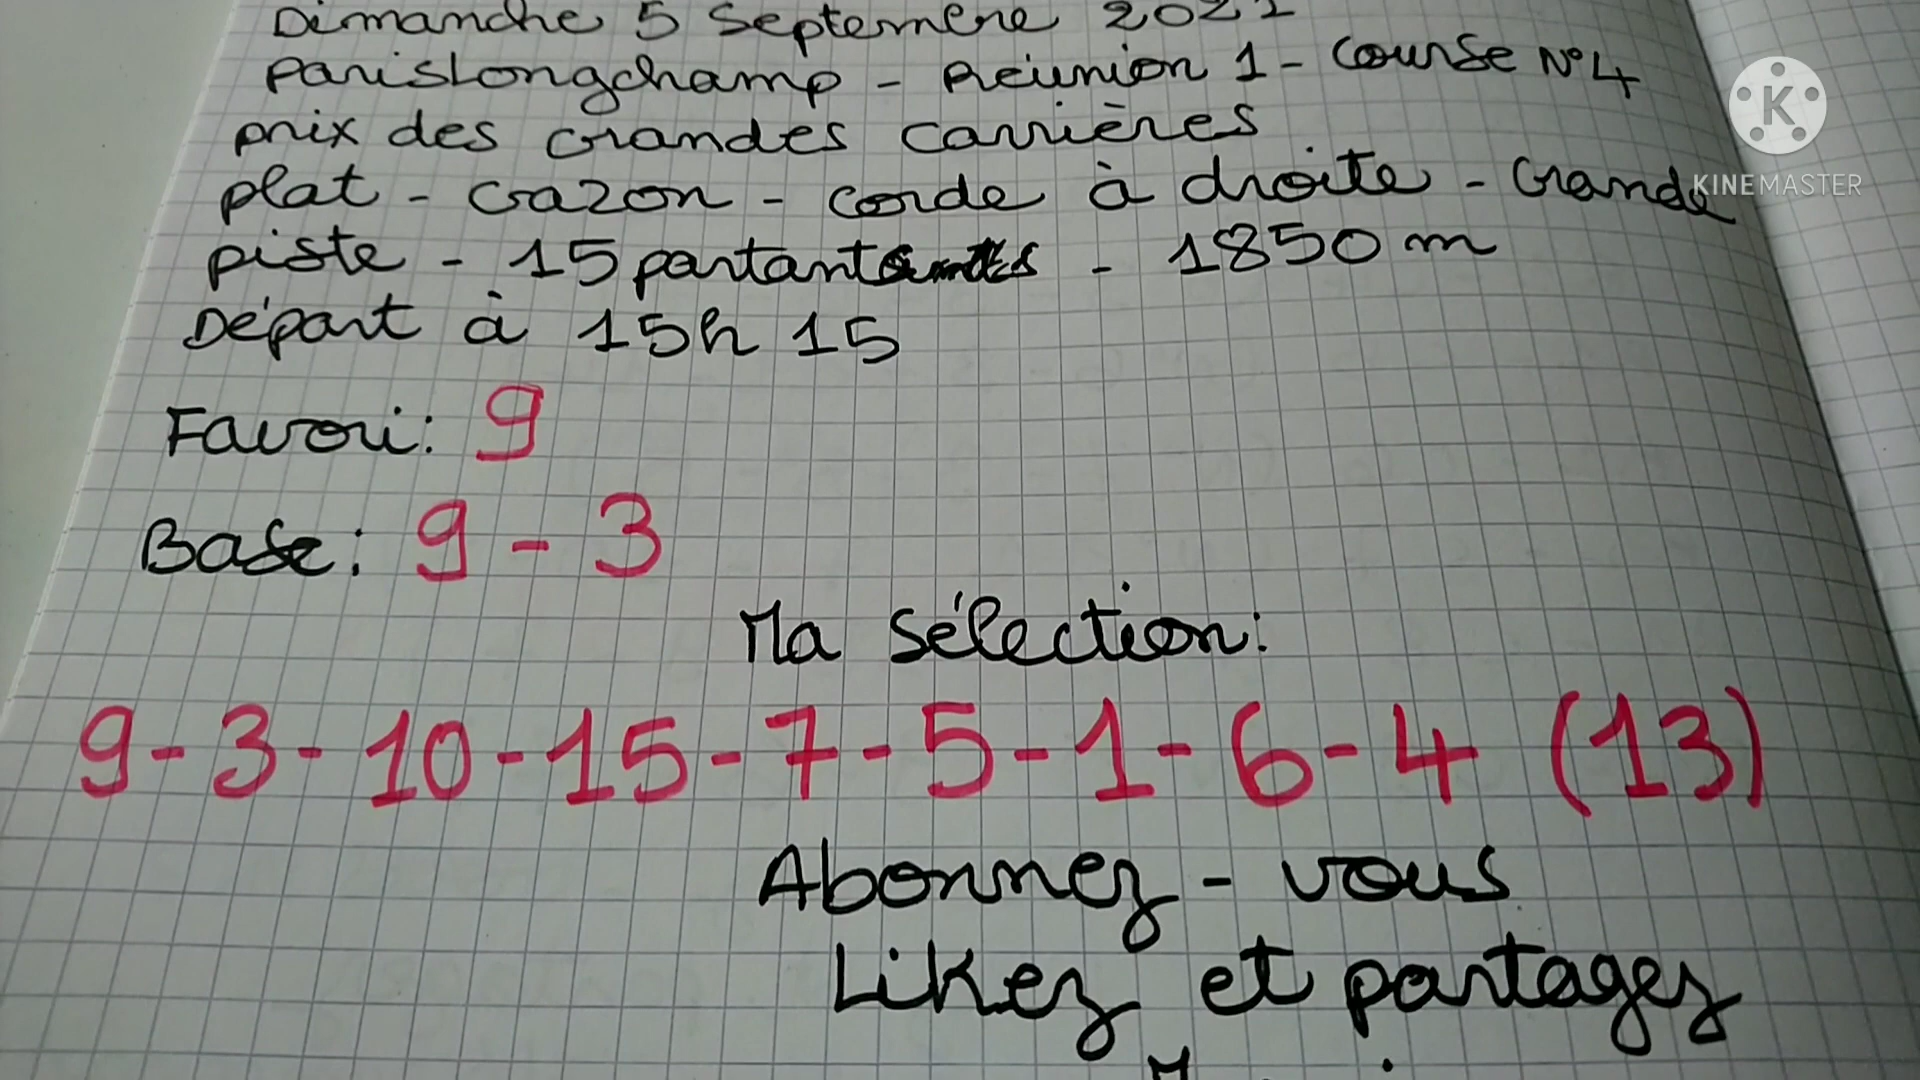 Dimanche 5 Septembre 2021
ParisLongchamp - Réunion 1 - Course N°4
prix des Grandes Carrières
plat - Gazon - corde à droite - Grande
piste - 15 partants - 1850 m
Départ à 15h 15
Favori: 9
Base: 9 - 3
Ma sélection:
9-3-10-15-7-5-1-6-4 (13)
Abonnez-vous
Likez et partagez
K
KINEMASTER